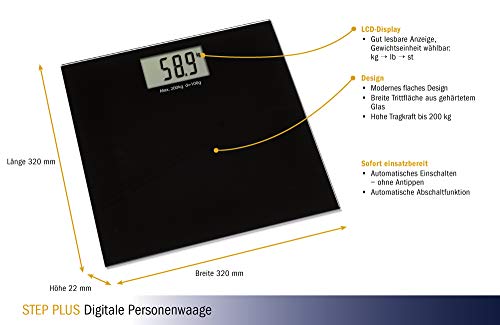 58.9
kg
Max. 200kg d=100g
LCD-Display
• Gut lesbare Anzeige,
Gewichtseinheit wählbar:
kg → lb → st
Design
• Modernes flaches Design
• Breite Trittfläche aus gehärtetem
Glas
• Hohe Tragkraft bis 200 kg
Sofort einsatzbereit
• Automatisches Einschalten
– ohne Antippen
• Automatische Abschaltfunktion
Länge 320 mm
Breite 320 mm
Höhe 22 mm
STEP PLUS Digitale Personenwaage